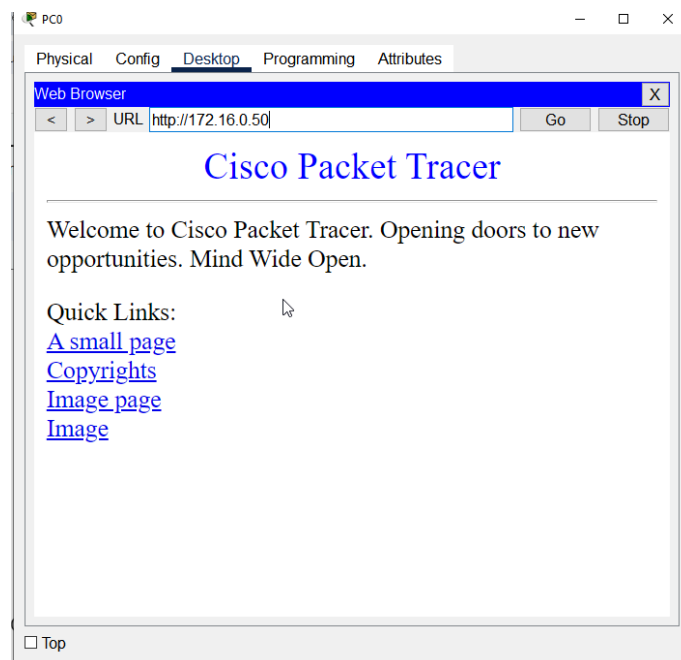 PC0
Physical Config Desktop Programming Attributes
Web Browser X
< > URL http://172.16.0.50 Go Stop
Cisco Packet Tracer
Welcome to Cisco Packet Tracer. Opening doors to new
opportunities. Mind Wide Open.
Quick Links:
A small page
Copyrights
Image page
Image
Top